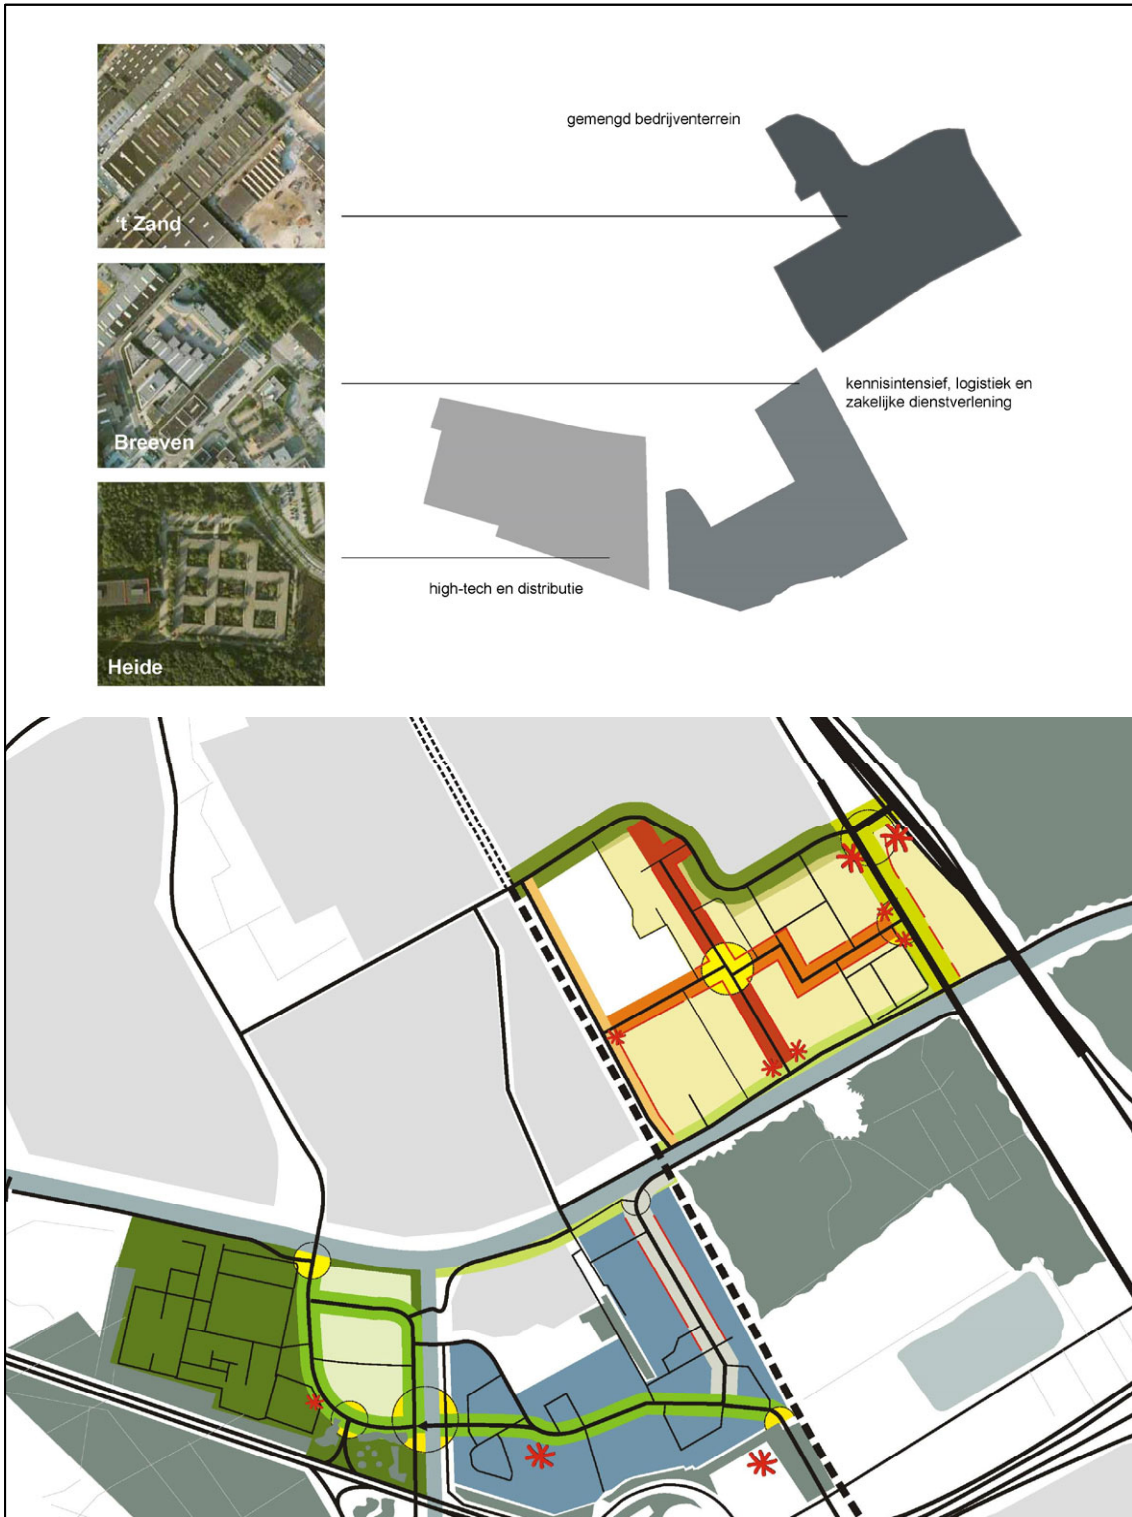 gemengd bedrijventerrein
't Zand
kennisintensief, logistiek en
zakelijke dienstverlening
Breeven
high-tech en distributie
Heide